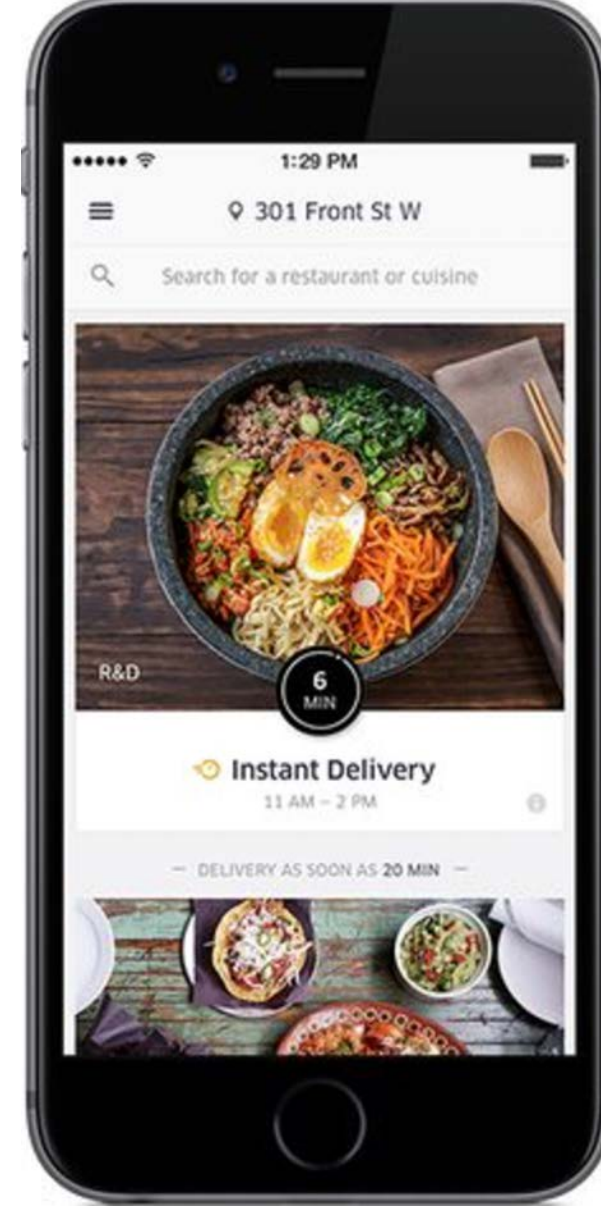 1:29 PM
301 Front St W
Search for a restaurant or cuisine
R&D
6
MIN
Instant Delivery
11 AM – 2 PM
— DELIVERY AS SOON AS 20 MIN —